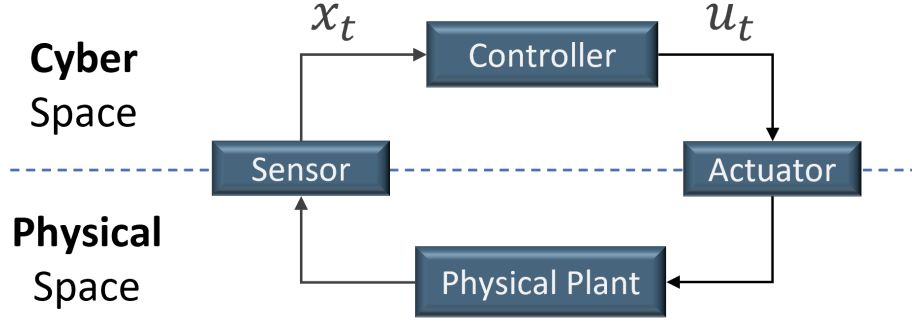 x_t
u_t
Cyber
Space
Controller
Sensor
Actuator
Physical
Space
Physical Plant